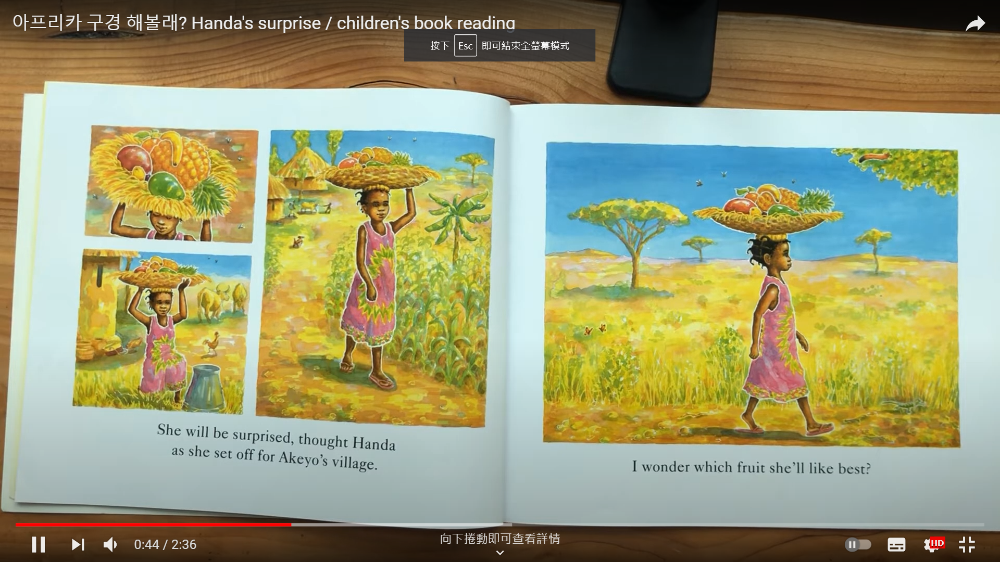 아프리카 구경 해볼래? Handa's surprise / children's book reading
按下 Esc 即可結束全螢幕模式
She will be surprised, thought Handa
as she set off for Akeyo's village.
I wonder which fruit she'll like best?
0:44 / 2:36
向下捲動即可查看詳情
HD